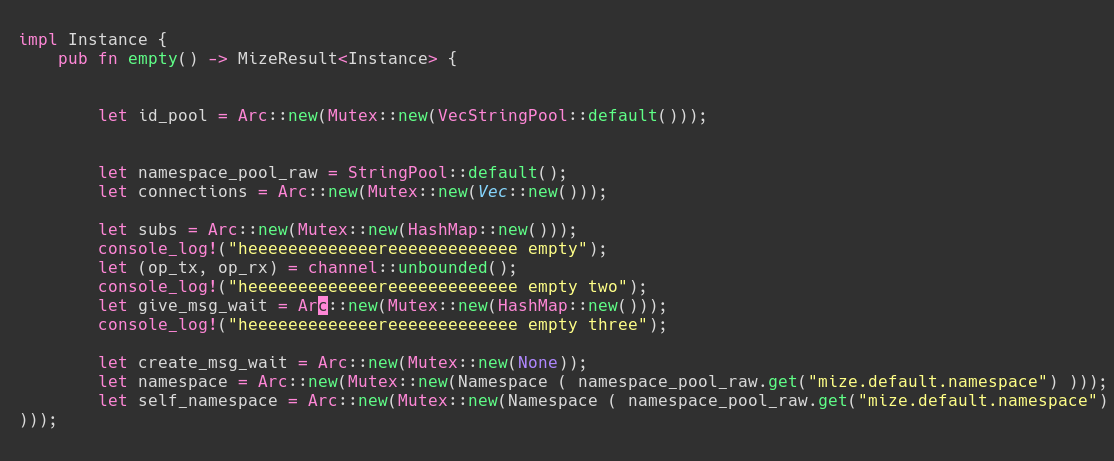 impl Instance {
    pub fn empty() -> MizeResult<Instance> {
        let id_pool = Arc::new(Mutex::new(VecStringPool::default()));
        let namespace_pool_raw = StringPool::default();
        let connections = Arc::new(Mutex::new(Vec::new()));
        let subs = Arc::new(Mutex::new(HashMap::new()));
        console_log!("heeeeeeeeeeeeereeeeeeeeeeeee empty");
        let (op_tx, op_rx) = channel::unbounded();
        console_log!("heeeeeeeeeeeeereeeeeeeeeeeee empty two");
        let give_msg_wait = Arc::new(Mutex::new(HashMap::new()));
        console_log!("heeeeeeeeeeeeereeeeeeeeeeeee empty three");
        let create_msg_wait = Arc::new(Mutex::new(None));
        let namespace = Arc::new(Mutex::new(Namespace ( namespace_pool_raw.get("mize.default.namespace") )));
        let self_namespace = Arc::new(Mutex::new(Namespace ( namespace_pool_raw.get("mize.default.namespace")
)));